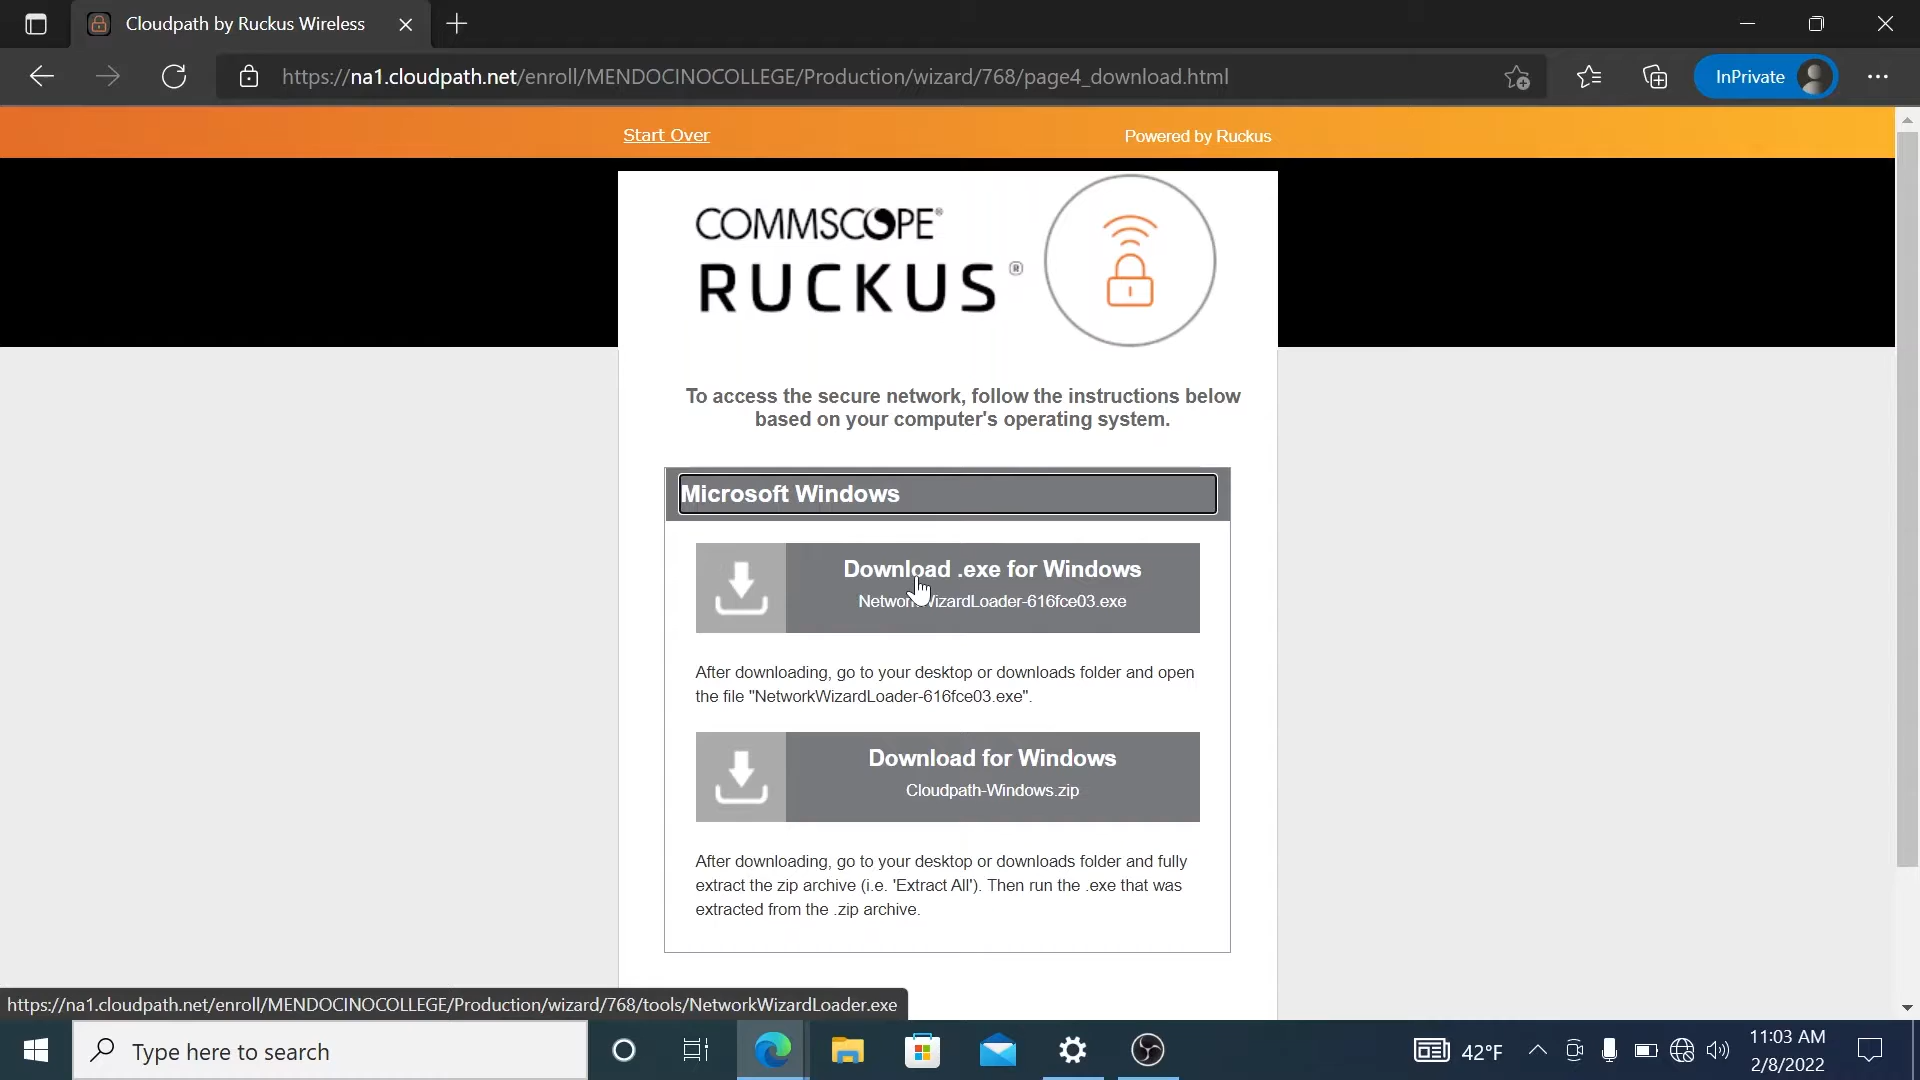 Cloudpath by Ruckus Wireless
https://na1.cloudpath.net/enroll/MENDOCINOCOLLEGE/Production/wizard/768/page4_download.html
InPrivate
Start Over
Powered by Ruckus
COMMSCOPE®
RUCKUS®
To access the secure network, follow the instructions below
based on your computer's operating system.
Microsoft Windows
Download .exe for Windows
NetworkWizardLoader-616fce03.exe
After downloading, go to your desktop or downloads folder and open
the file "NetworkWizardLoader-616fce03.exe".
Download for Windows
Cloudpath-Windows.zip
After downloading, go to your desktop or downloads folder and fully
extract the zip archive (i.e. 'Extract All'). Then run the .exe that was
extracted from the .zip archive.
https://na1.cloudpath.net/enroll/MENDOCINOCOLLEGE/Production/wizard/768/tools/NetworkWizardLoader.exe
Type here to search
42°F
11:03 AM
2/8/2022